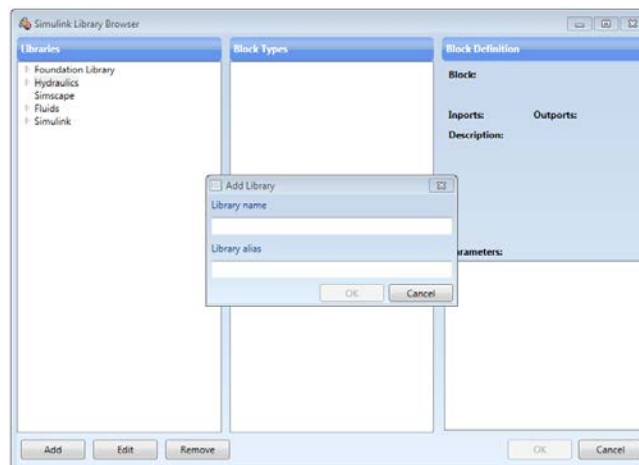 Simulink Library Browser
Libraries
Foundation Library
Hydraulics
Simscape
Fluids
Simulink
Block Types
Block Definition
Block:
Inports: Outports:
Description:
Add Library
Library name
Library alias
OK Cancel
arameters:
Add Edit Remove
OK Cancel